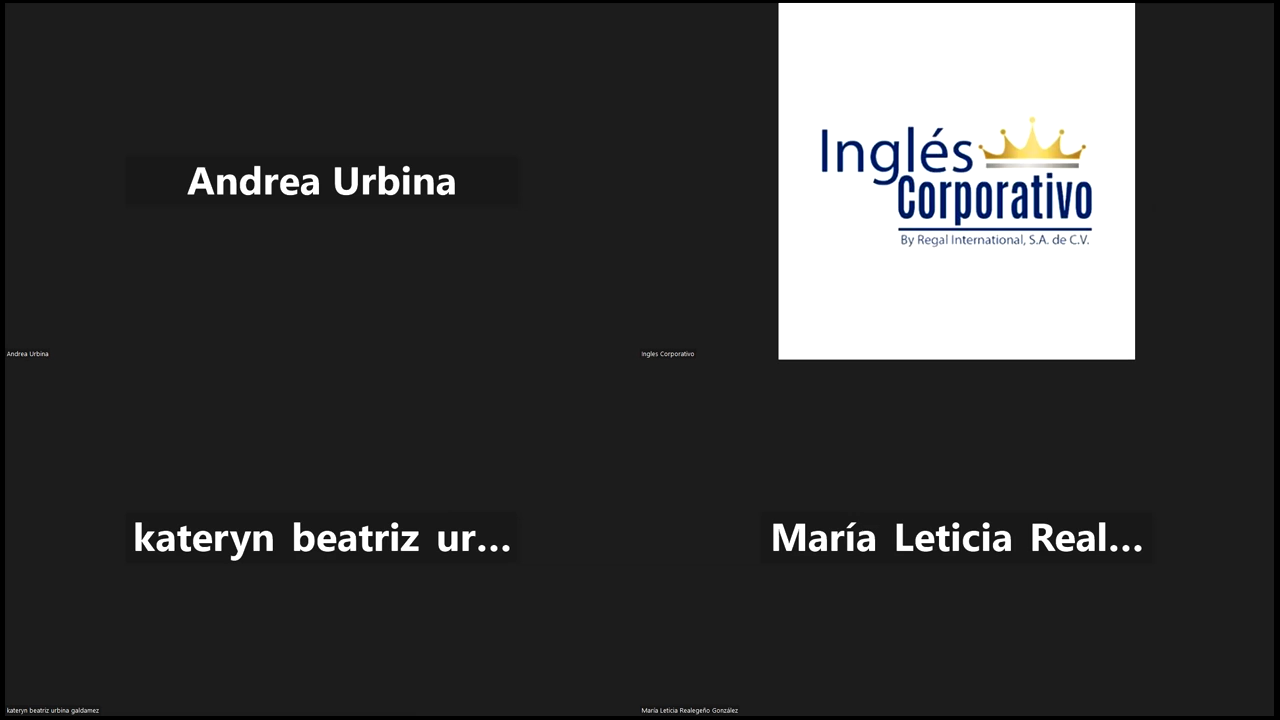 Andrea Urbina
Andrea Urbina
Inglés
Corporativo
By Regal International, S.A. de C.V.
Ingles Corporativo
kateryn beatriz ur...
kateryn beatriz urbina galdamez
María Leticia Real...
María Leticia Realegeño González